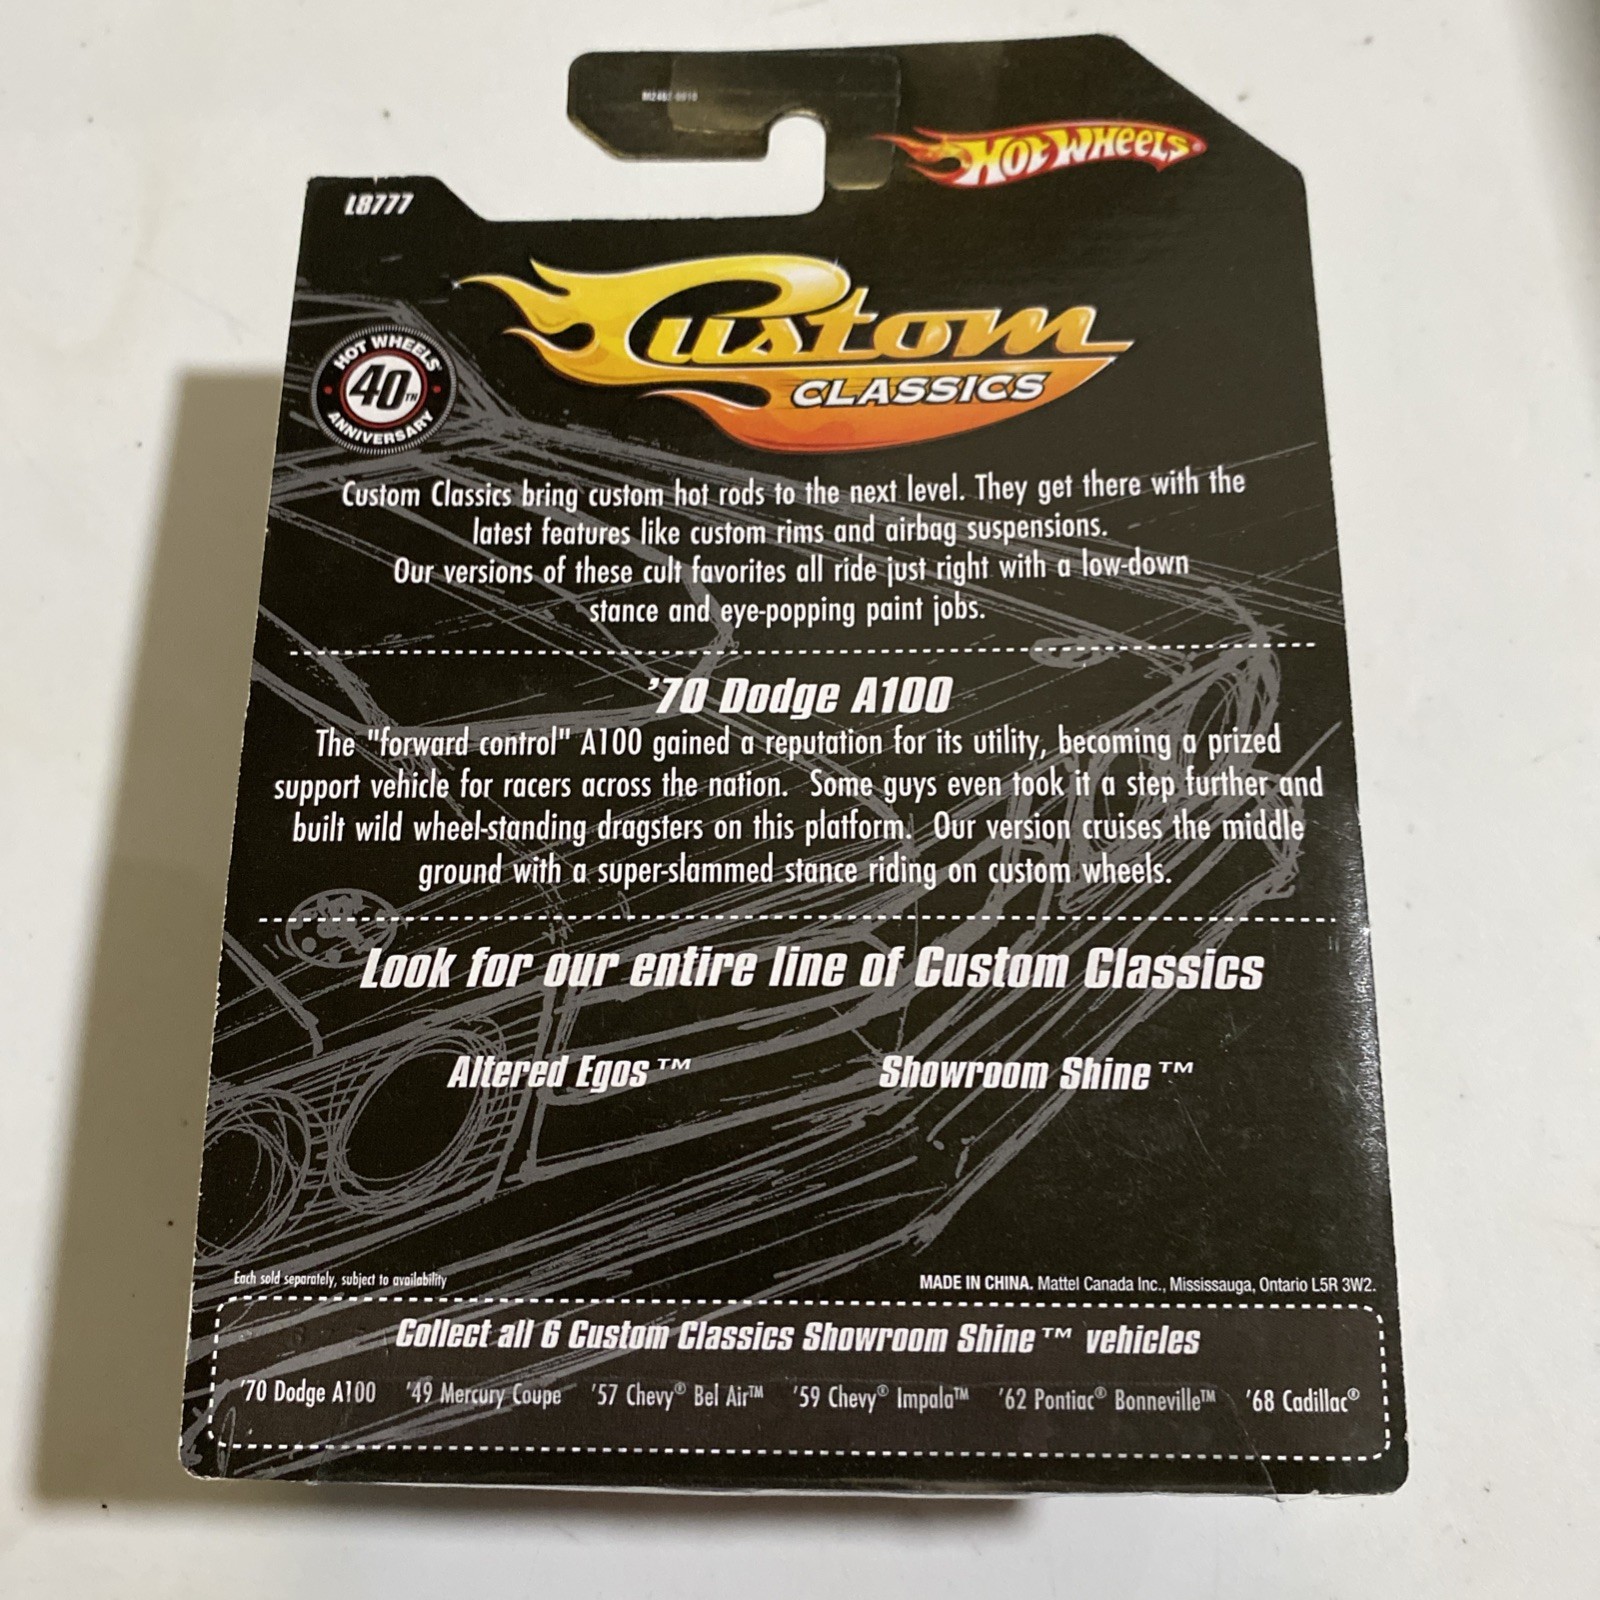 HOT WHEELS®
L8777
Custom
CLASSICS
HOT WHEELS
40TH
ANNIVERSARY
Custom Classics bring custom hot rods to the next level. They get there with the
latest features like custom rims and airbag suspensions.
Our versions of these cult favorites all ride just right with a low-down
stance and eye-popping paint jobs.
'70 Dodge A100
The "forward control" A100 gained a reputation for its utility, becoming a prized
support vehicle for racers across the nation. Some guys even took it a step further and
built wild wheel-standing dragsters on this platform. Our version cruises the middle
ground with a super-slammed stance riding on custom wheels.
Look for our entire line of Custom Classics
Altered Egos™ Showroom Shine™
Each sold separately, subject to availability
MADE IN CHINA. Mattel Canada Inc., Mississauga, Ontario L5R 3W2.
Collect all 6 Custom Classics Showroom Shine™ vehicles
'70 Dodge A100 '49 Mercury Coupe '57 Chevy® Bel Air™ '59 Chevy® Impala™ '62 Pontiac® Bonneville™ '68 Cadillac®